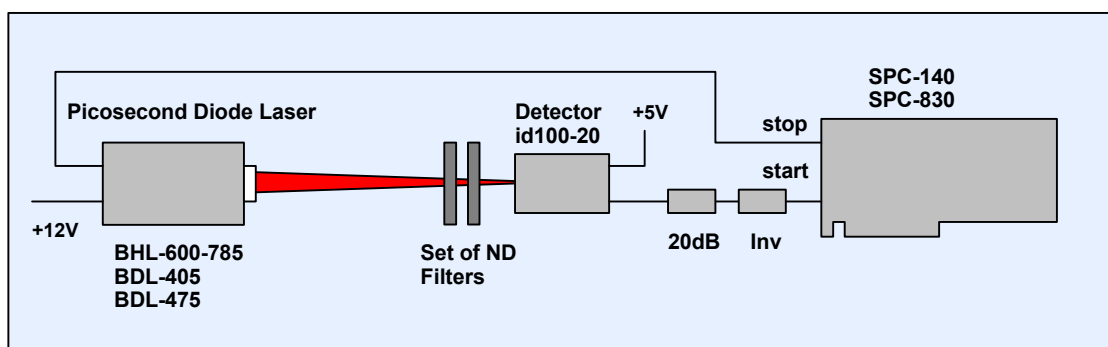 SPC-140
SPC-830
Picosecond Diode Laser
Detector
id100-20
+5V
stop
start
+12V
BHL-600-785
BDL-405
BDL-475
Set of ND
Filters
20dB
Inv